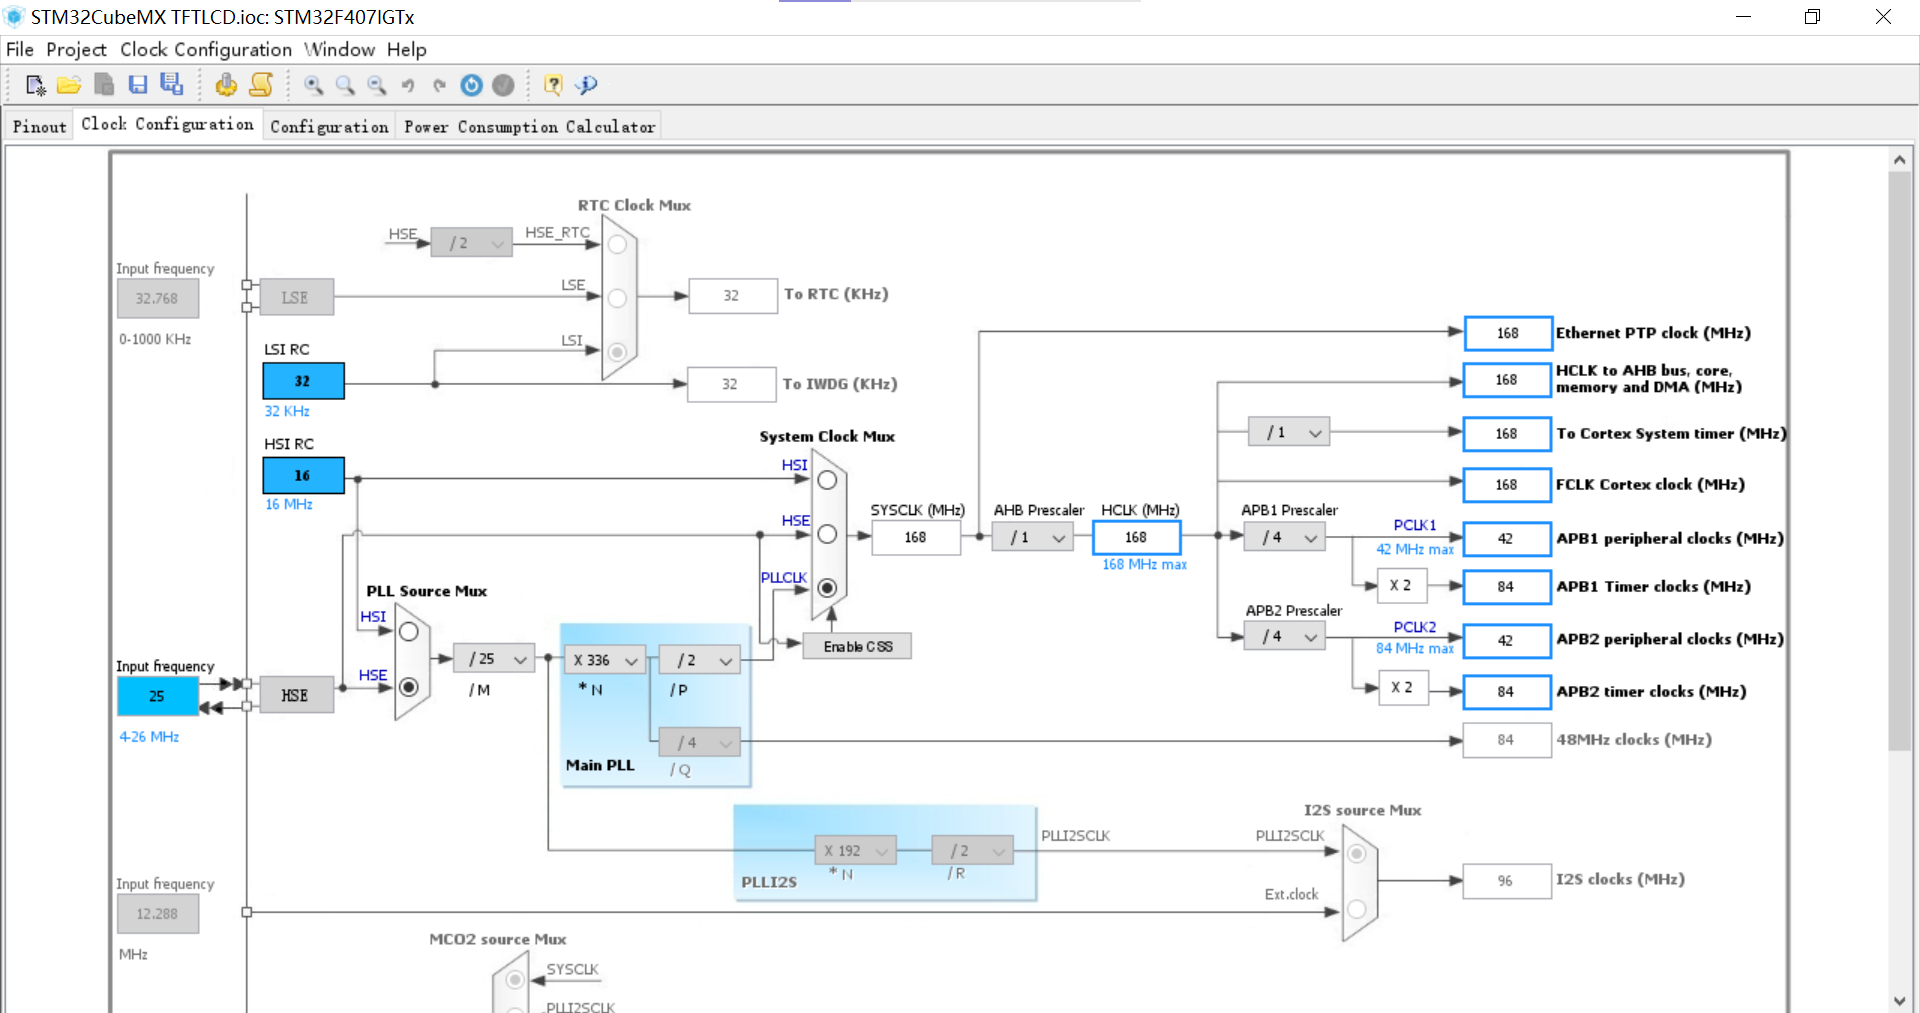 STM32CubeMX TFTLCD.ioc: STM32F407IGTx
File Project Clock Configuration Window Help
Pinout Clock Configuration Configuration Power Consumption Calculator
RTC Clock Mux
HSE / 2 HSE_RTC
Input frequency
32.768 LSE LSE 32 To RTC (KHz)
0-1000 KHz
LSI RC LSI
32 32 To IWDG (KHz)
32 KHz
168 Ethernet PTP clock (MHz)
168 HCLK to AHB bus, core,
memory and DMA (MHz)
HSI RC System Clock Mux / 1 168 To Cortex System timer (MHz)
16 HSI
16 MHz 168 FCLK Cortex clock (MHz)
HSE SYSCLK (MHz) AHB Prescaler HCLK (MHz) APB1 Prescaler PCLK1
168 / 1 168 / 4 42 MHz max 42 APB1 peripheral clocks (MHz)
168 MHz max
PLL Source Mux PLLCLK X 2 84 APB1 Timer clocks (MHz)
HSI APB2 Prescaler PCLK2
/ 4 84 MHz max 42 APB2 peripheral clocks (MHz)
Enable CSS
Input frequency / 25 X 336 / 2
25 HSE HSE / M * N / P X 2 84 APB2 timer clocks (MHz)
4-26 MHz / 4 84 48MHz clocks (MHz)
Main PLL / Q
I2S source Mux
PLLI2SCLK PLLI2SCLK
X 192 / 2
PLLI2S * N / R 96 I2S clocks (MHz)
Input frequency Ext.clock
12.288
MCO2 source Mux
MHz
SYSCLK
PLLI2SCLK